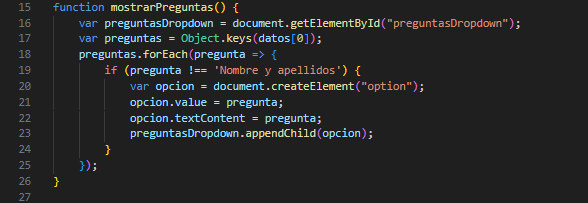 15 function mostrarPreguntas() {
16     var preguntasDropdown = document.getElementById("preguntasDropdown");
17     var preguntas = Object.keys(datos[0]);
18     preguntas.forEach(pregunta => {
19         if (pregunta !== 'Nombre y apellidos') {
20             var opcion = document.createElement("option");
21             opcion.value = pregunta;
22             opcion.textContent = pregunta;
23             preguntasDropdown.appendChild(opcion);
24         }
25     });
26 }
27